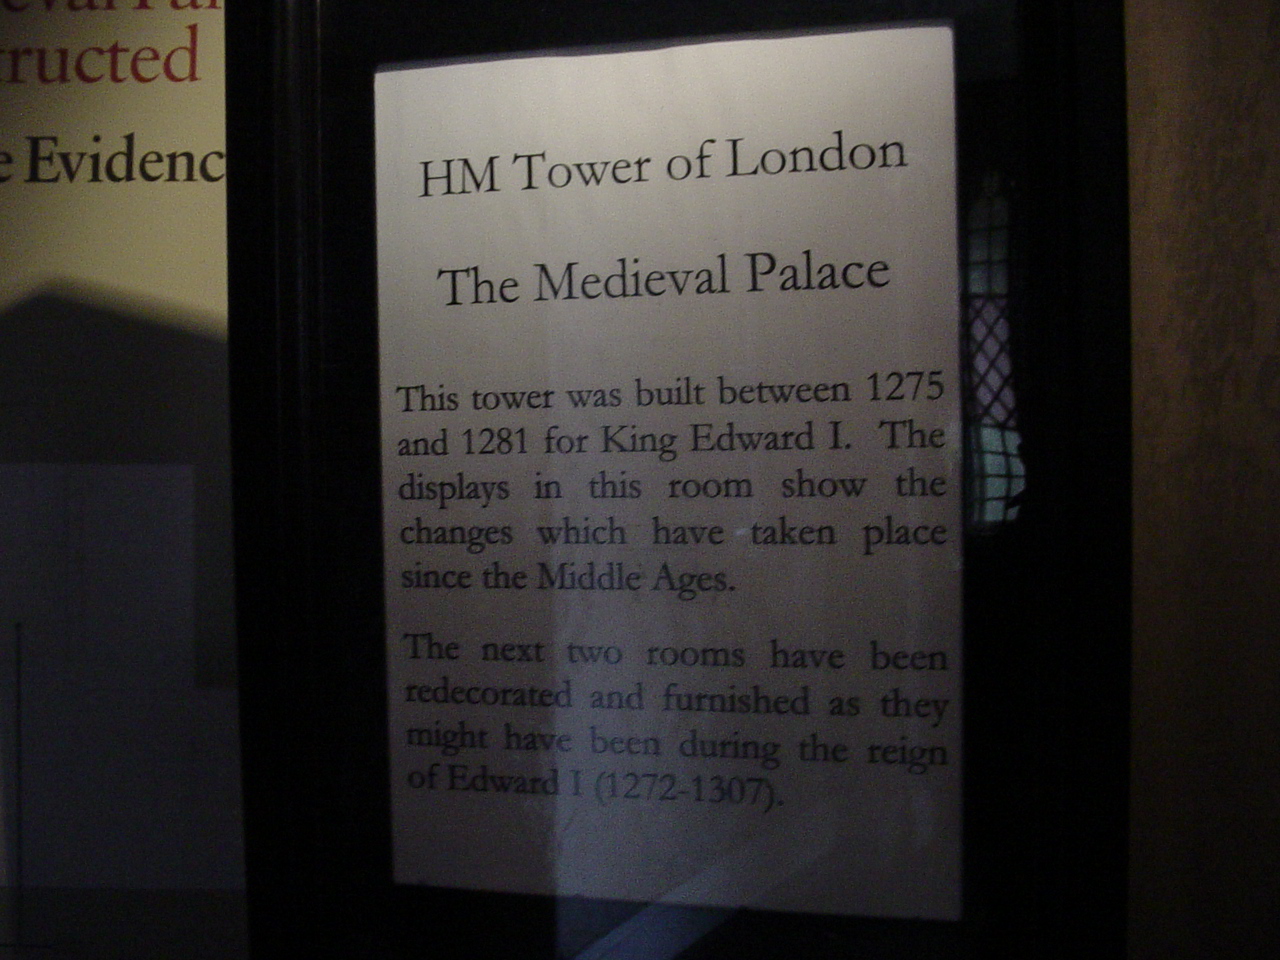 ructed
Evidenc
HM Tower of London
The Medieval Palace
This tower was built between 1275
and 1281 for King Edward I. The
displays in this room show the
changes which have taken place
since the Middle Ages.
The next two rooms have been
redecorated and furnished as they
might have been during the reign
of Edward I (1272-1307).